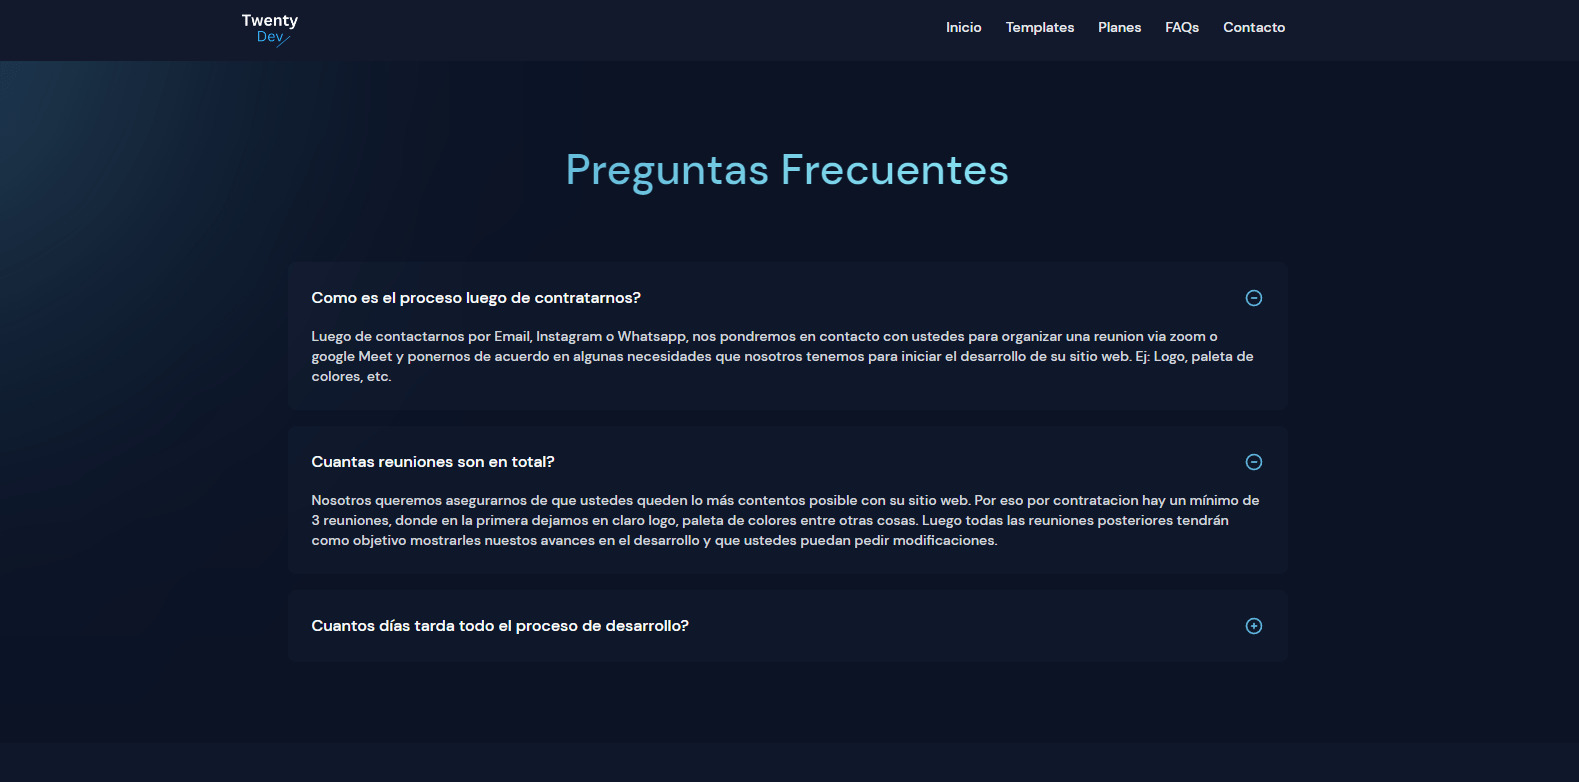 Twenty
Dev
Inicio Templates Planes FAQs Contacto
Preguntas Frecuentes
Como es el proceso luego de contratarnos?
Luego de contactarnos por Email, Instagram o Whatsapp, nos pondremos en contacto con ustedes para organizar una reunion via zoom o
google Meet y ponernos de acuerdo en algunas necesidades que nosotros tenemos para iniciar el desarrollo de su sitio web. Ej: Logo, paleta de
colores, etc.
Cuantas reuniones son en total?
Nosotros queremos asegurarnos de que ustedes queden lo más contentos posible con su sitio web. Por eso por contratacion hay un mínimo de
3 reuniones, donde en la primera dejamos en claro logo, paleta de colores entre otras cosas. Luego todas las reuniones posteriores tendrán
como objetivo mostrarles nuestos avances en el desarrollo y que ustedes puedan pedir modificaciones.
Cuantos días tarda todo el proceso de desarrollo?